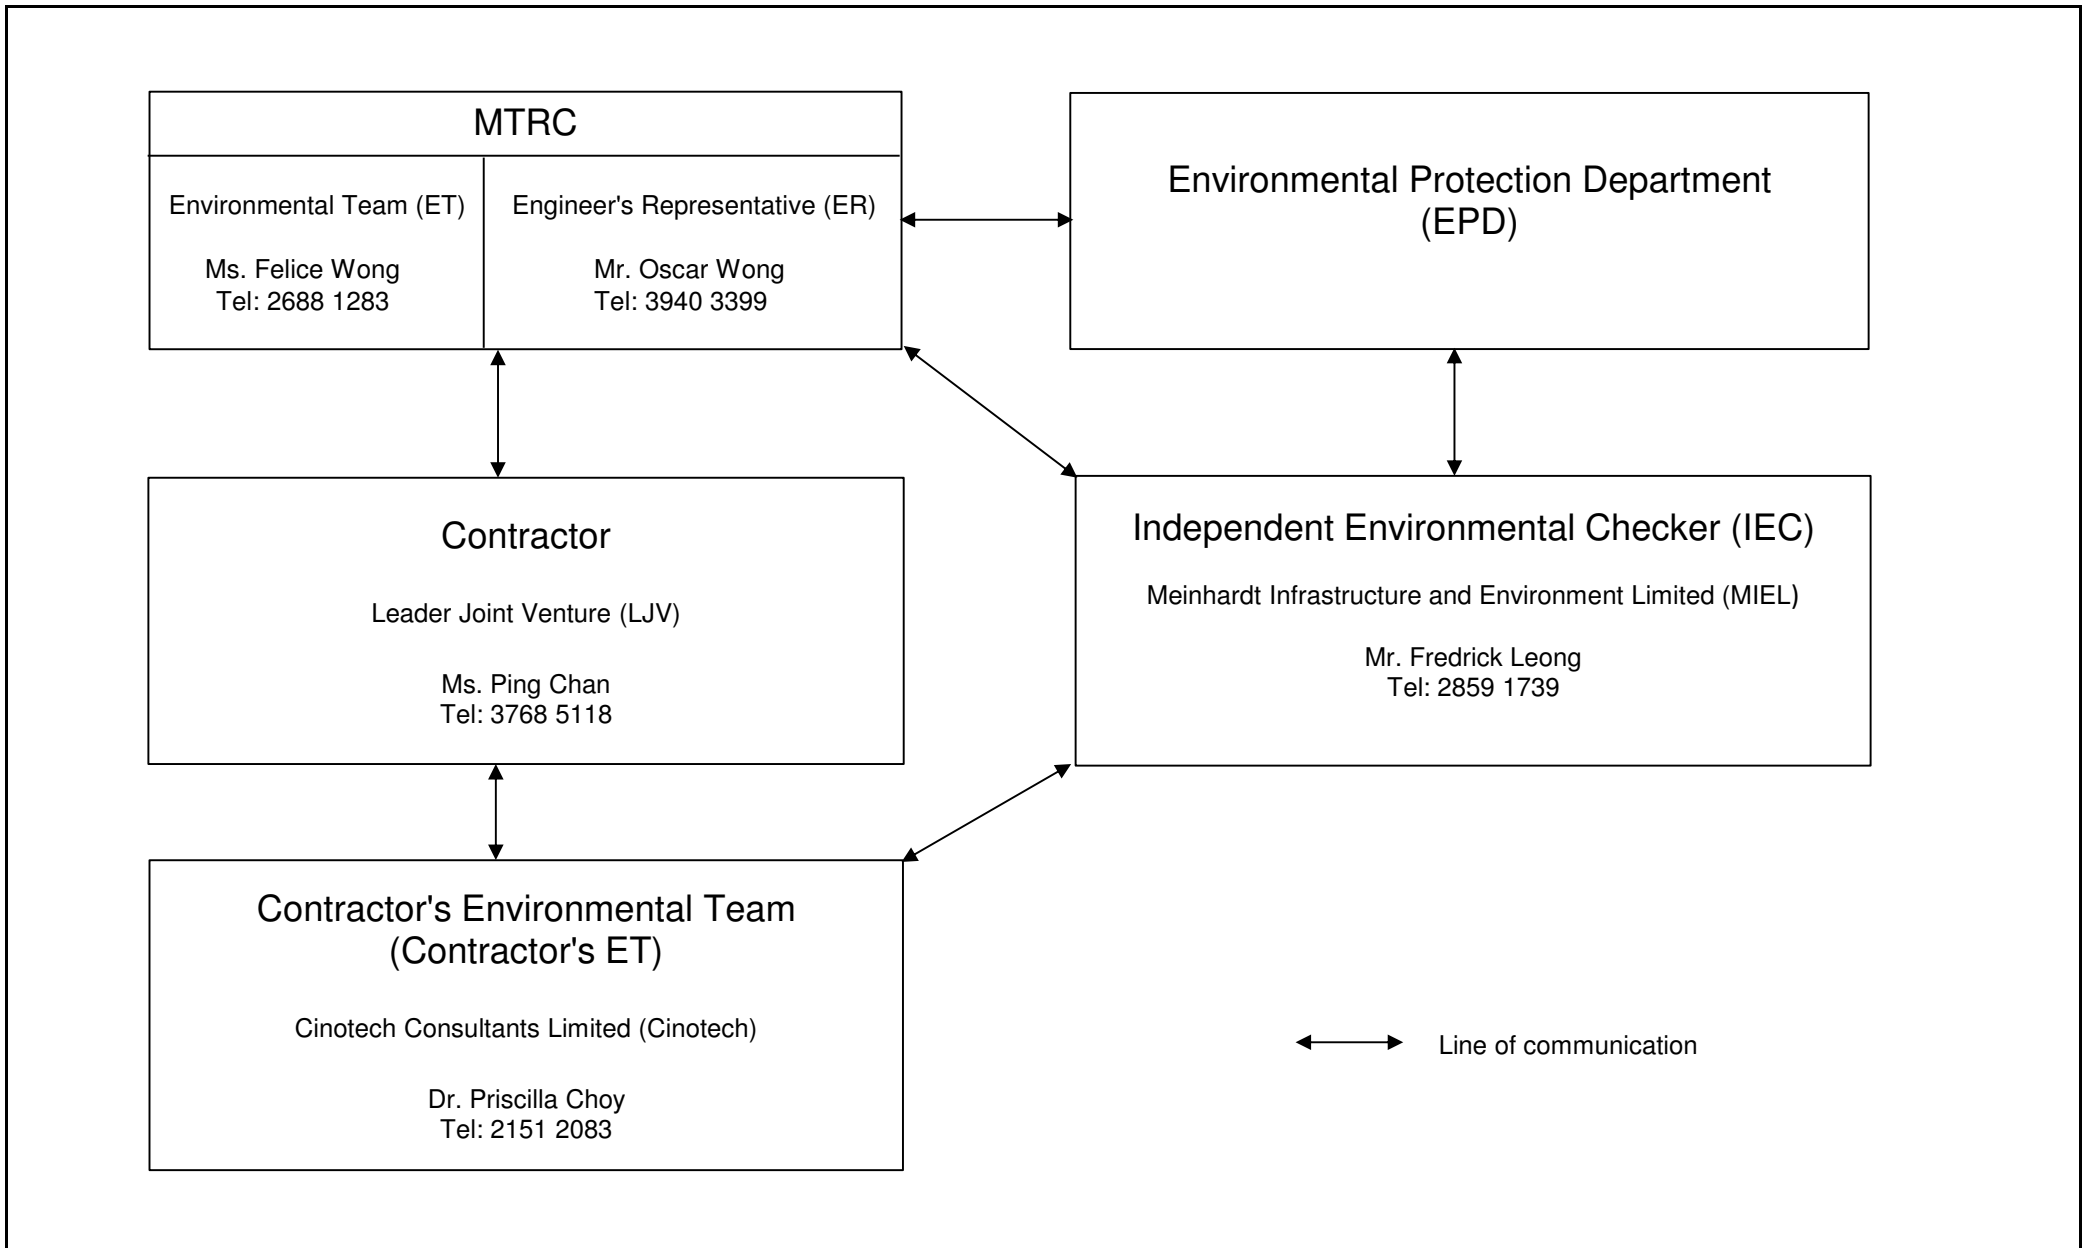 MTRC
Environmental Team (ET)
Ms. Felice Wong
Tel: 2688 1283
Engineer's Representative (ER)
Mr. Oscar Wong
Tel: 3940 3399
Environmental Protection Department
(EPD)
Contractor
Leader Joint Venture (LJV)
Ms. Ping Chan
Tel: 3768 5118
Independent Environmental Checker (IEC)
Meinhardt Infrastructure and Environment Limited (MIEL)
Mr. Fredrick Leong
Tel: 2859 1739
Contractor's Environmental Team
(Contractor's ET)
Cinotech Consultants Limited (Cinotech)
Dr. Priscilla Choy
Tel: 2151 2083
Line of communication